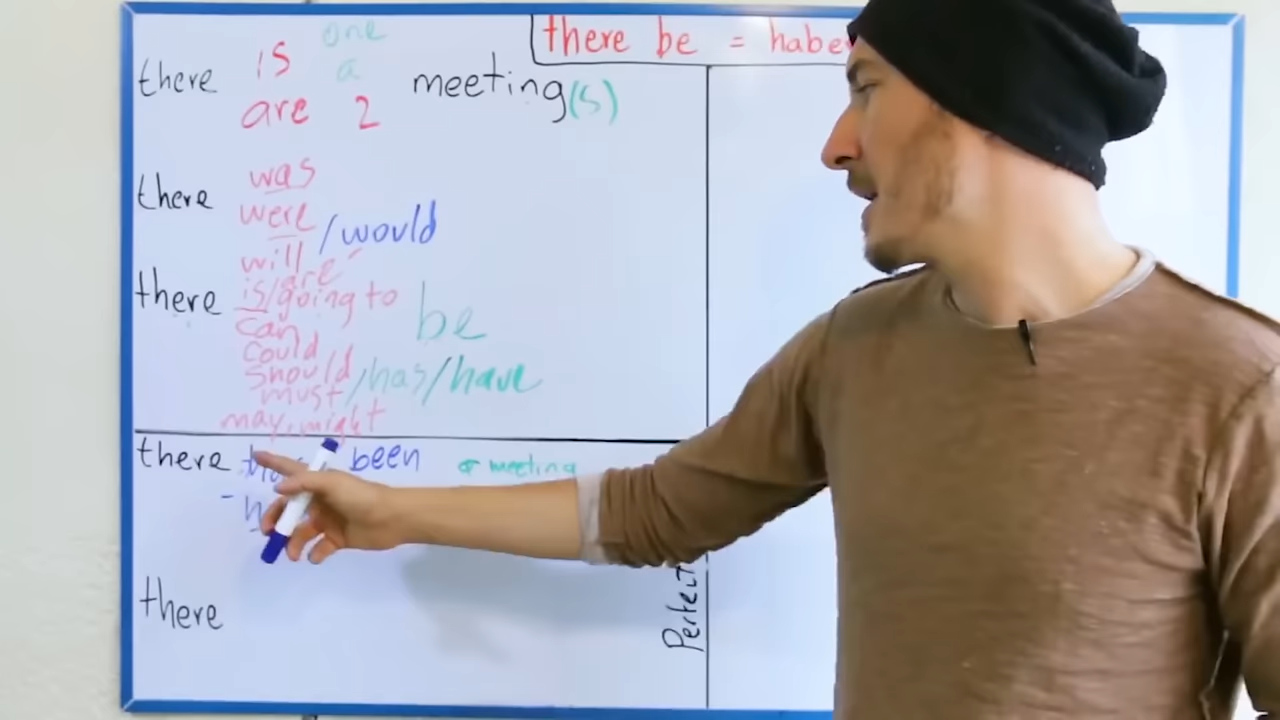 there be = habe
one
there is a meeting(s)
are 2
was
there were
will / would
are
there is/going to be
can
could
should /has/have
must
may, might
there been a meeting
there
Perfect